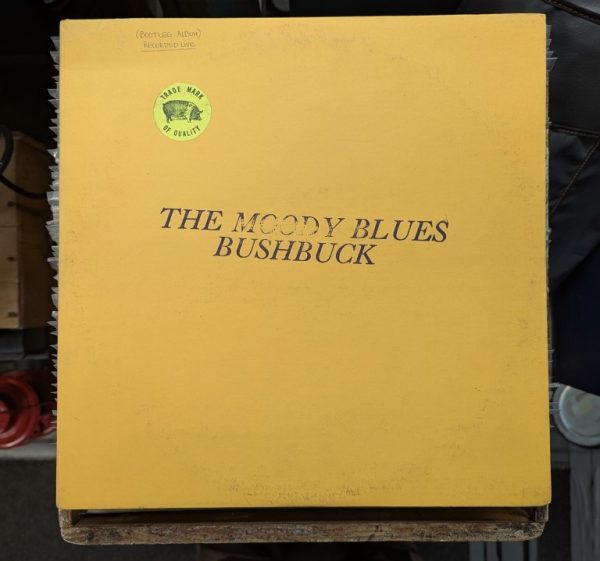 (BOOTLEG ALBUM)
RECORDED LIVE
TRADE MARK
OF QUALITY
THE MOODY BLUES
BUSHBUCK